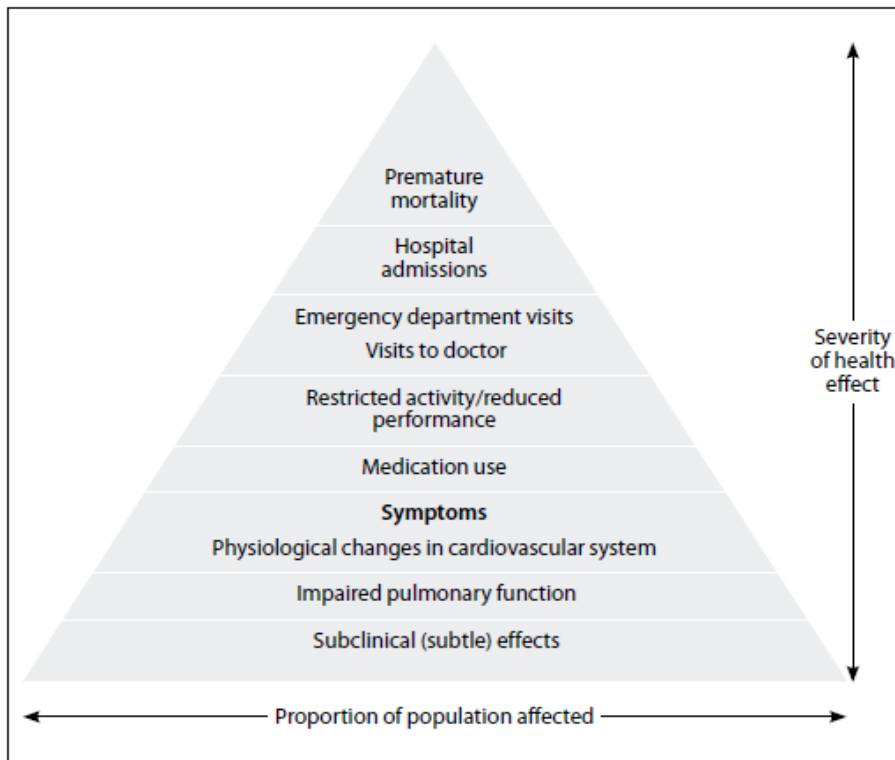 Premature
mortality
Hospital
admissions
Emergency department visits
Visits to doctor
Restricted activity/reduced
performance
Medication use
Symptoms
Physiological changes in cardiovascular system
Impaired pulmonary function
Subclinical (subtle) effects
Severity
of health
effect
Proportion of population affected